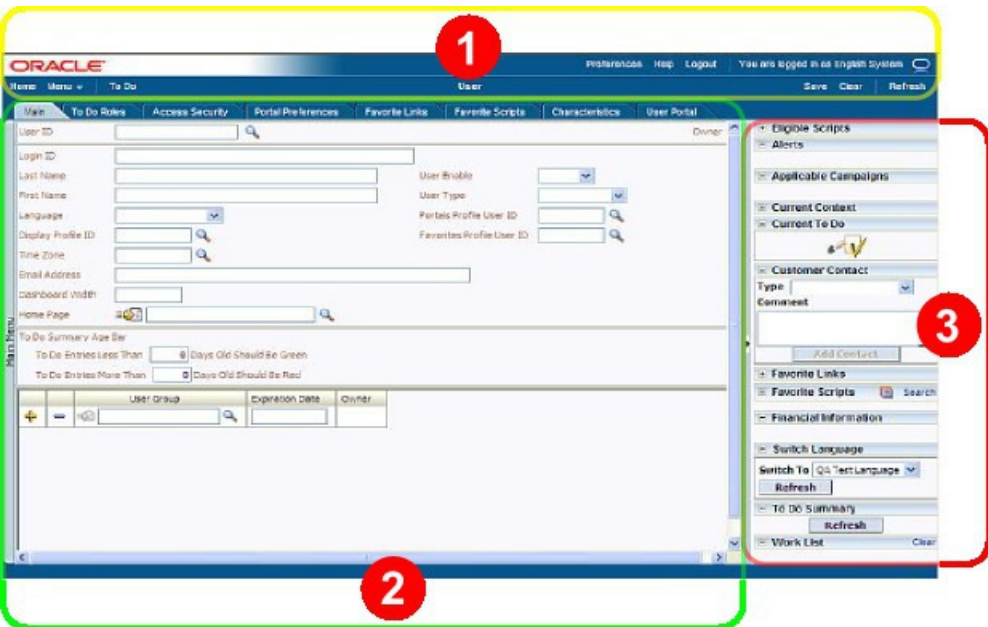 1
ORACLE
Preferences Help Logout You are logged in as English System
Home Menu To Do User Save Clear Refresh
Main To Do Roles Access Security Portal Preferences Favorite Links Favorite Scripts Characteristics User Portal
User ID Owner
Login ID
Last Name User Enable
First Name User Type
Language Portals Profile User ID
Display Profile ID Favorites Profile User ID
Time Zone
Email Address
Dashboard Width
Home Page
Main Menu
To Do Summary Age Bar
To Do Entries Less Than 0 Days Old Should Be Green
To Do Entries More Than 0 Days Old Should Be Red
User Group Expiration Date Owner
2
Eligible Scripts
Alerts
Applicable Campaigns
Current Context
Current To Do
Customer Contact
Type
Comment
3
Add Contact
Favorite Links
Favorite Scripts Search
Financial Information
Switch Language
Switch To QA Test Language
Refresh
To Do Summary
Refresh
Work List Clear